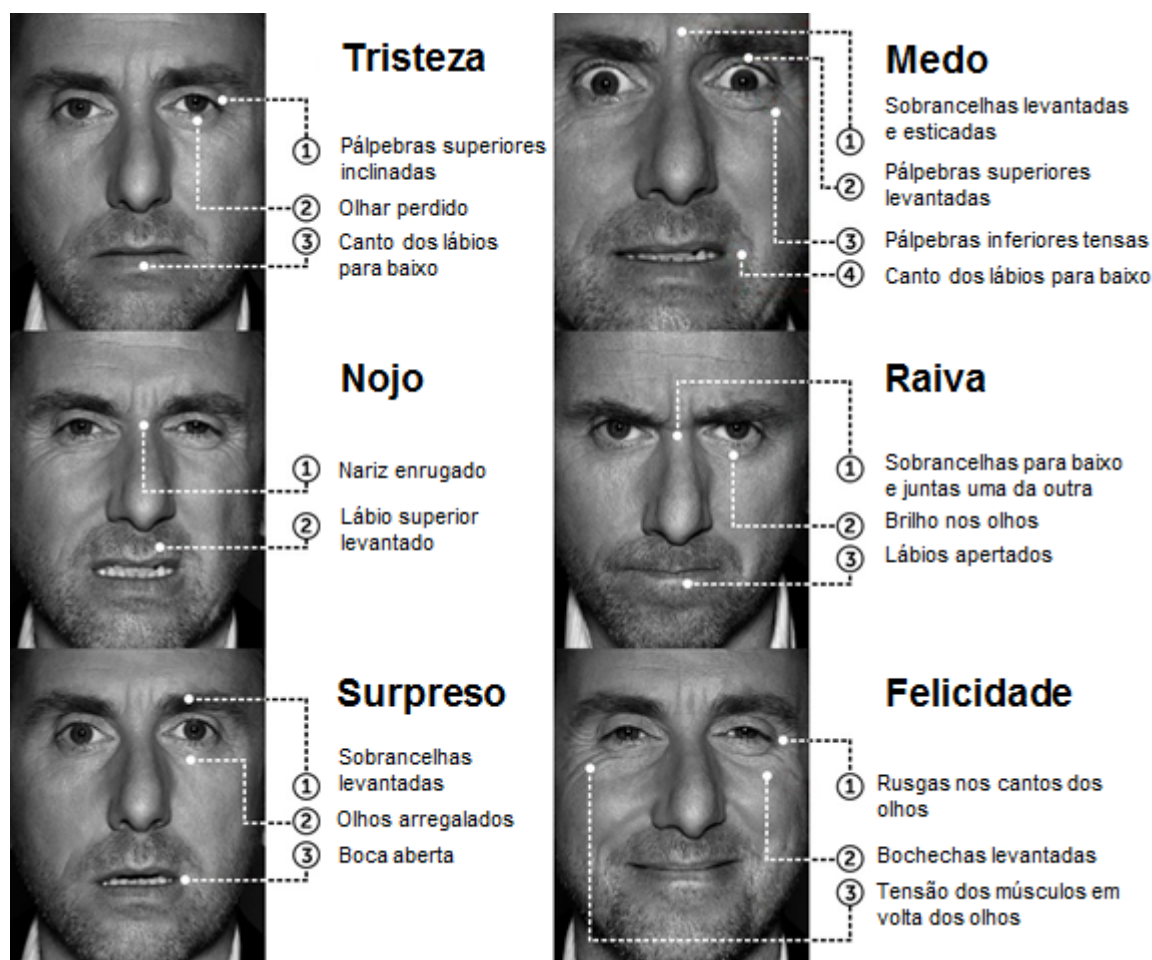 Tristeza
1
Pálpebras superiores
inclinadas
2 Olhar perdido
3 Canto dos lábios
para baixo
Medo
Sobrancelhas levantadas
e esticadas
1
Pálpebras superiores
2
levantadas
3 Pálpebras inferiores tensas
4 Canto dos lábios para baixo
Nojo
1 Nariz enrugado
2 Lábio superior
levantado
Raiva
1 Sobrancelhas para baixo
e juntas uma da outra
2 Brilho nos olhos
3 Lábios apertados
Surpreso
Sobrancelhas
1 levantadas
2 Olhos arregalados
3 Boca aberta
Felicidade
1 Rusgas nos cantos dos
olhos
2 Bochechas levantadas
3 Tensão dos músculos em
volta dos olhos